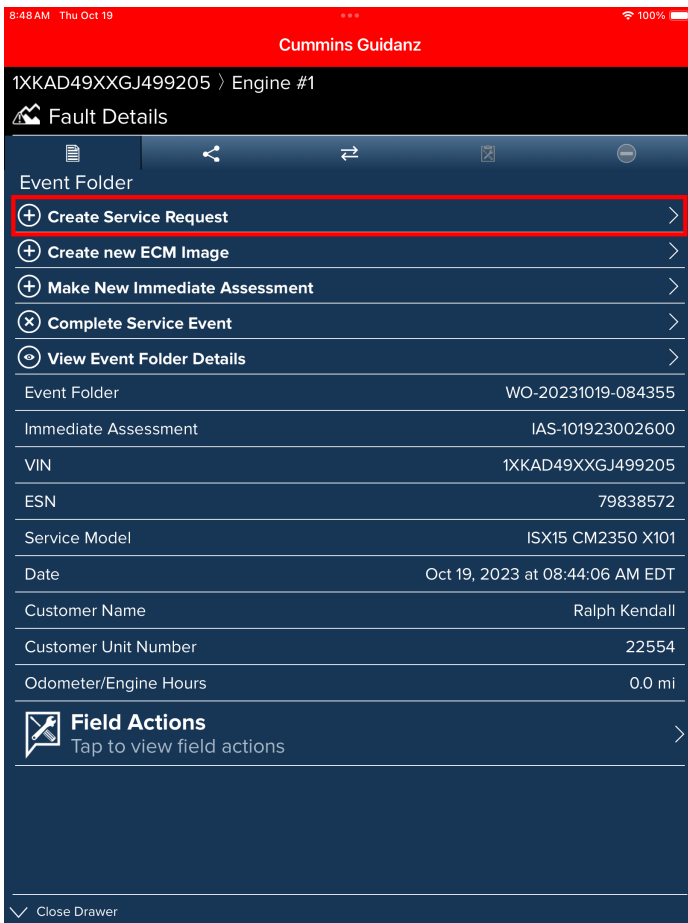 8:48 AM Thu Oct 19
100%
Cummins Guidanz
1XKAD49XXGJ499205 〉 Engine #1
Fault Details
Event Folder
Create Service Request
Create new ECM Image
Make New Immediate Assessment
Complete Service Event
View Event Folder Details
Event Folder WO-20231019-084355
Immediate Assessment IAS-101923002600
VIN 1XKAD49XXGJ499205
ESN 79838572
Service Model ISX15 CM2350 X101
Date Oct 19, 2023 at 08:44:06 AM EDT
Customer Name Ralph Kendall
Customer Unit Number 22554
Odometer/Engine Hours 0.0 mi
Field Actions
Tap to view field actions
Close Drawer